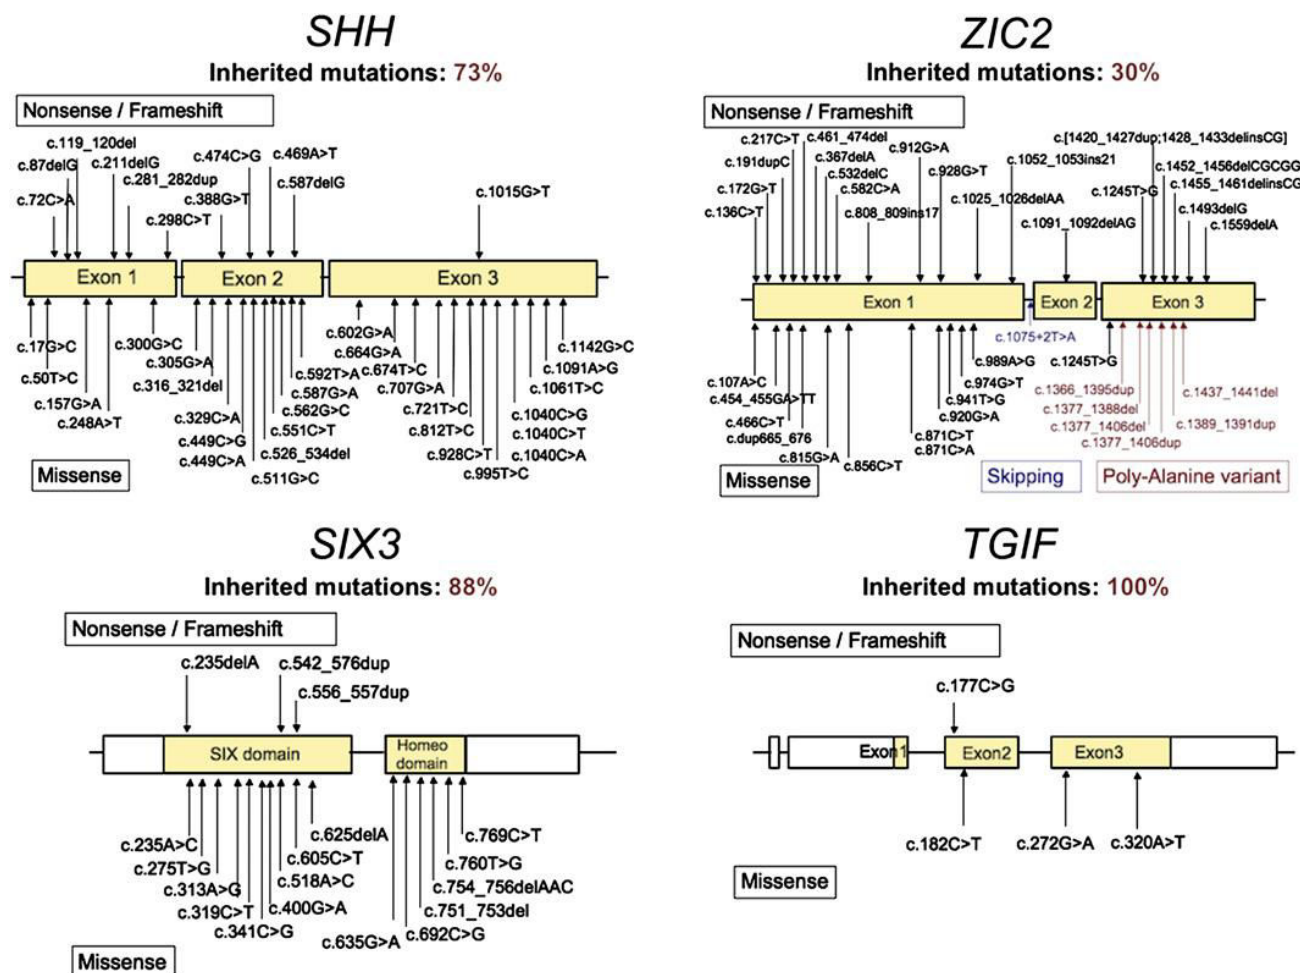 SHH
Inherited mutations: 73%
Nonsense / Frameshift
c.119_120del
c.87delG
c.211delG
c.72C>A
c.281_282dup
c.298C>T
c.474C>G
c.469A>T
c.388G>T
c.587delG
c.1015G>T
Exon 1
Exon 2
Exon 3
c.17G>C
c.50T>C
c.157G>A
c.248A>T
c.300G>C
c.305G>A
c.316_321del
c.329C>A
c.449C>G
c.449C>A
c.511G>C
c.526_534del
c.551C>T
c.562G>C
c.587G>A
c.592T>A
c.602G>A
c.664G>A
c.674T>C
c.707G>A
c.721T>C
c.812T>C
c.928C>T
c.995T>C
c.1040C>A
c.1040C>T
c.1040C>G
c.1061T>C
c.1091A>G
c.1142G>C
Missense
ZIC2
Inherited mutations: 30%
Nonsense / Frameshift
c.217C>T
c.461_474del
c.191dupC
c.367delA
c.172G>T
c.532delC
c.136C>T
c.582C>A
c.808_809ins17
c.912G>A
c.928G>T
c.1025_1026delAA
c.1052_1053ins21
c.1091_1092delAG
c.[1420_1427dup;1428_1433delinsCG]
c.1452_1456delCGCGG
c.1245T>G
c.1455_1461delinsCG
c.1493delG
c.1559delA
Exon 1
Exon 2
Exon 3
c.107A>C
c.454_455GA>TT
c.466C>T
c.dup665_676
c.815G>A
c.856C>T
c.871C>T
c.871C>A
c.920G>A
c.941T>G
c.974G>T
c.989A>G
c.1075+2T>A
c.1245T>G
c.1366_1395dup
c.1377_1388del
c.1377_1406del
c.1377_1406dup
c.1437_1441del
c.1389_1391dup
Missense
Skipping
Poly-Alanine variant
SIX3
Inherited mutations: 88%
Nonsense / Frameshift
c.235delA
c.542_576dup
c.556_557dup
SIX domain
Homeo
domain
c.235A>C
c.275T>G
c.313A>G
c.319C>T
c.341C>G
c.400G>A
c.518A>C
c.605C>T
c.625delA
c.635G>A
c.692C>G
c.751_753del
c.754_756delAAC
c.760T>G
c.769C>T
Missense
TGIF
Inherited mutations: 100%
Nonsense / Frameshift
c.177C>G
Exon1
Exon2
Exon3
c.182C>T
c.272G>A
c.320A>T
Missense